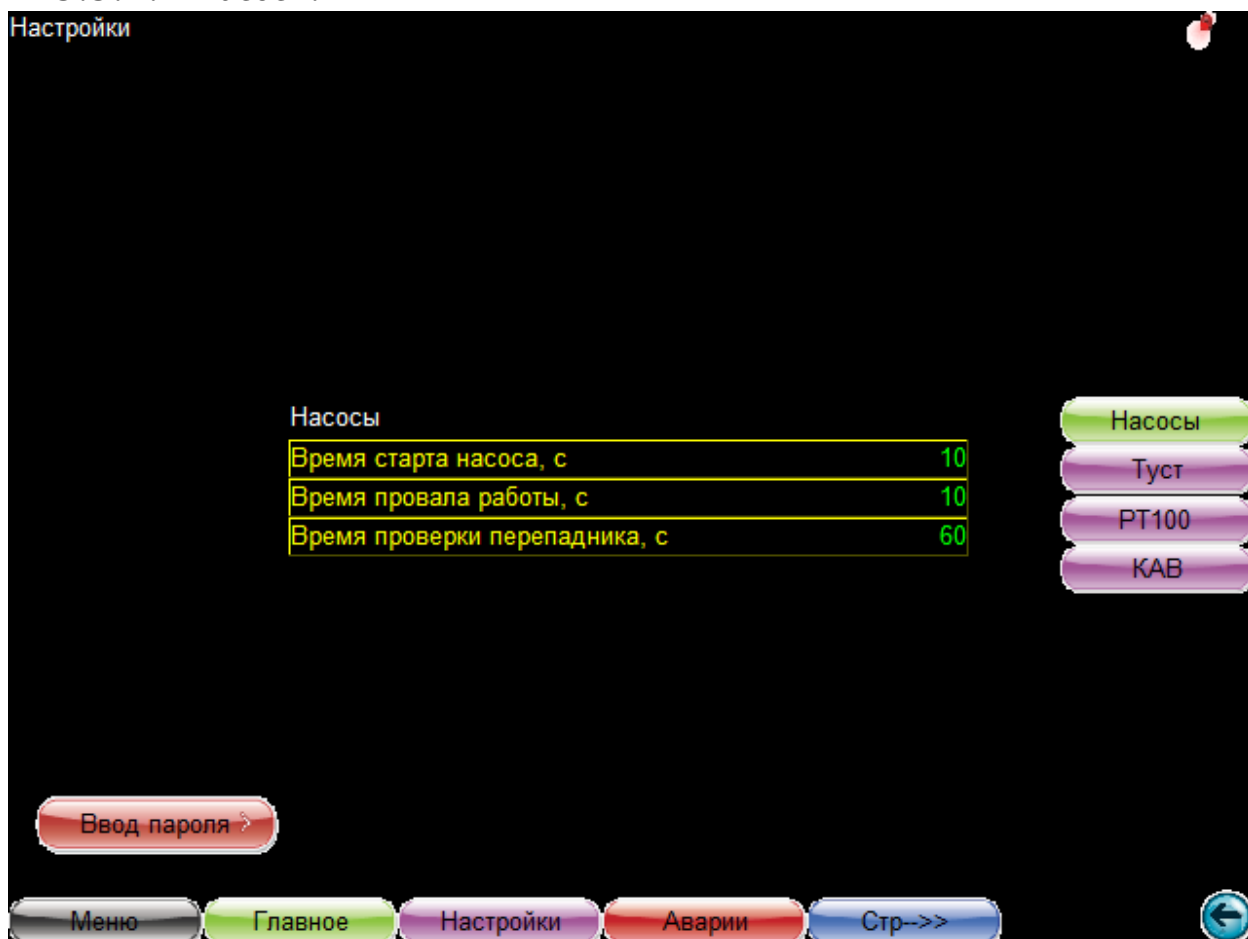 Настройки
Насосы
Время старта насоса, с 10
Время провала работы, с 10
Время проверки перепадника, с 60
Насосы
Туст
PT100
КАВ
Ввод пароля
Меню Главное Настройки Аварии Стр-->>